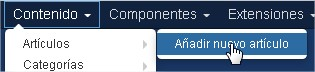 Contenido Componentes Extensiones
Artículos Añadir nuevo artículo
Categorías